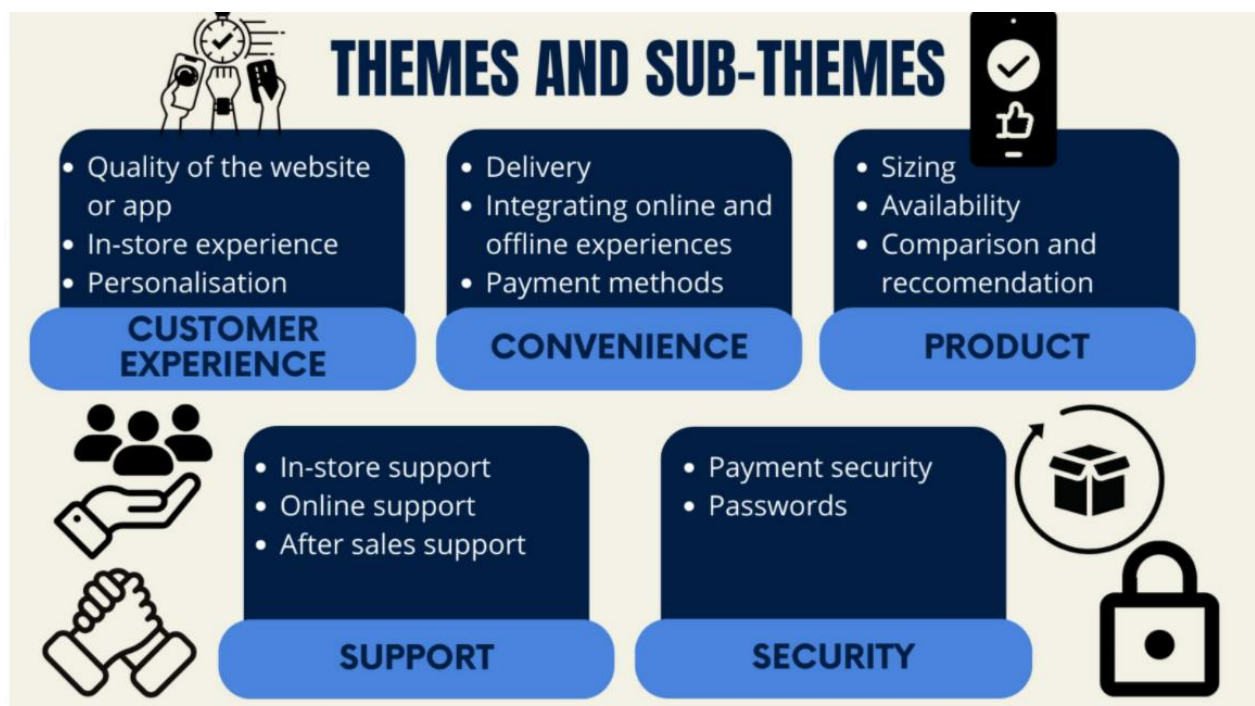 THEMES AND SUB-THEMES
• Quality of the website
or app
• In-store experience
• Personalisation
CUSTOMER
EXPERIENCE
• Delivery
• Integrating online and
offline experiences
• Payment methods
CONVENIENCE
• Sizing
• Availability
• Comparison and
reccomendation
PRODUCT
• In-store support
• Online support
• After sales support
SUPPORT
• Payment security
• Passwords
SECURITY